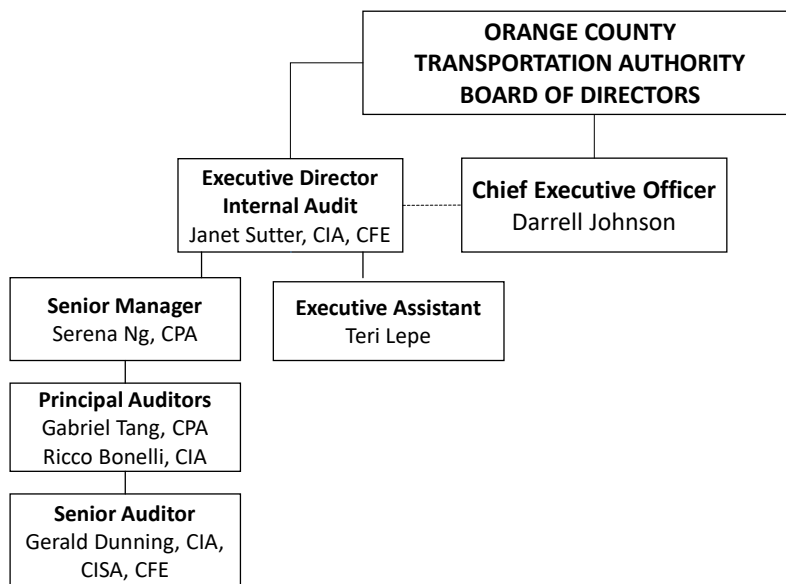 ORANGE COUNTY
TRANSPORTATION AUTHORITY
BOARD OF DIRECTORS
Executive Director
Internal Audit
Janet Sutter, CIA, CFE
Chief Executive Officer
Darrell Johnson
Senior Manager
Serena Ng, CPA
Executive Assistant
Teri Lepe
Principal Auditors
Gabriel Tang, CPA
Ricco Bonelli, CIA
Senior Auditor
Gerald Dunning, CIA,
CISA, CFE